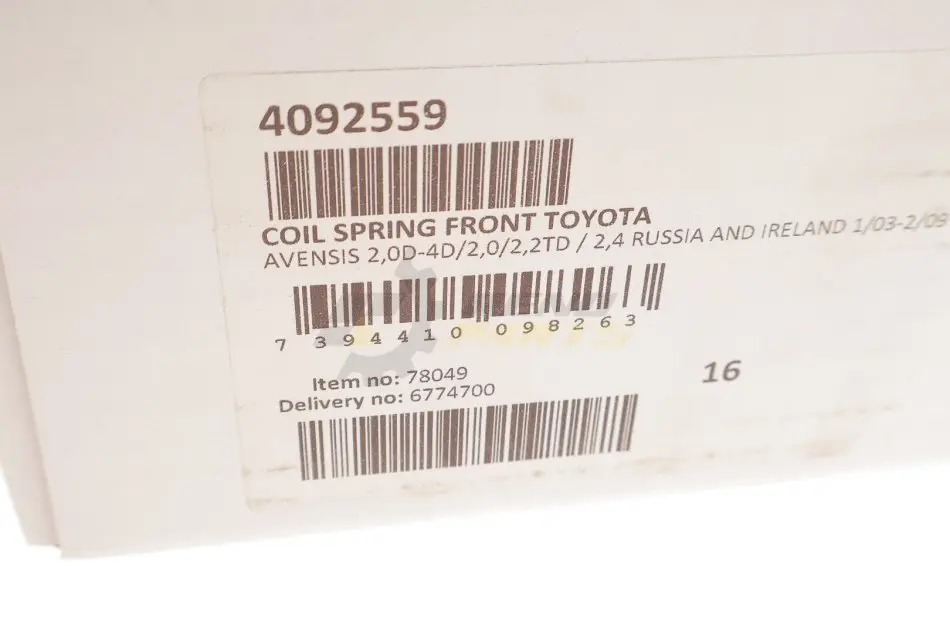 4092559
COIL SPRING FRONT TOYOTA
AVENSIS 2,0D-4D/2,0/2,2TD / 2,4 RUSSIA AND IRELAND 1/03-2/09
7 394410 098263
Item no: 78049
16
Delivery no: 6774700